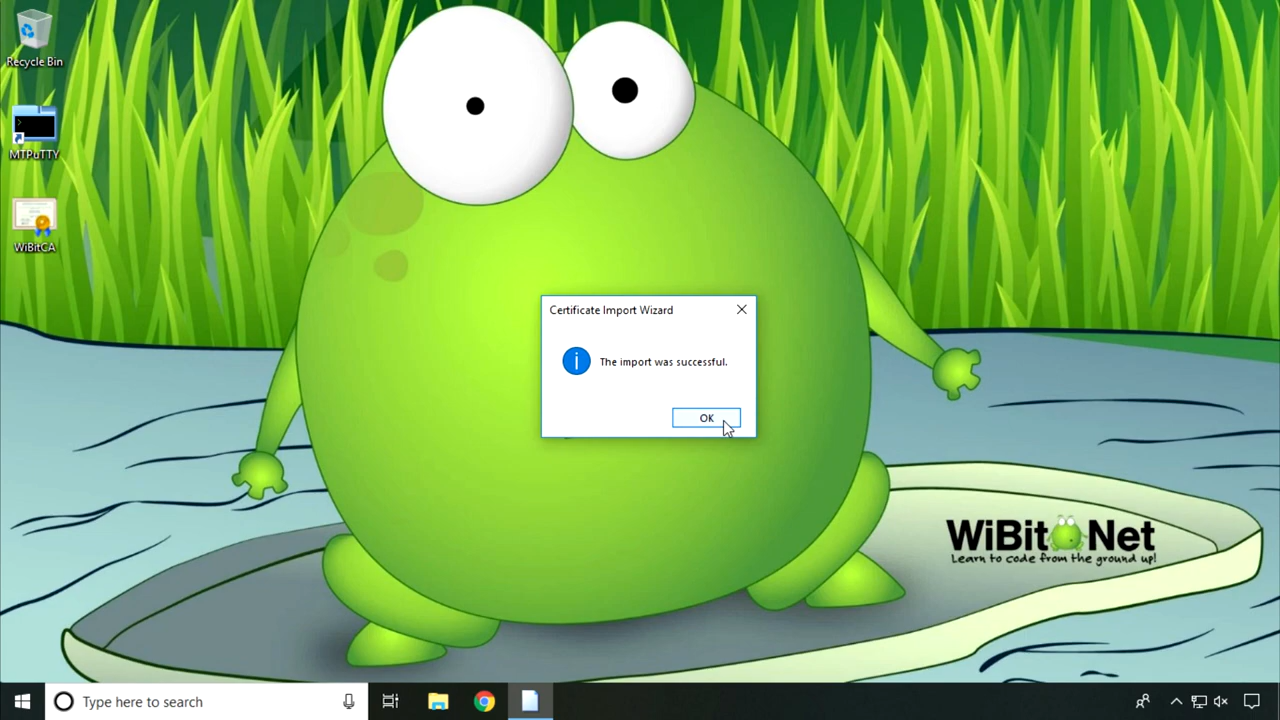 Recycle Bin
MTPuTTY
WiBitCA
Certificate Import Wizard
The import was successful.
OK
WiBit Net
Learn to code from the ground up!
Type here to search